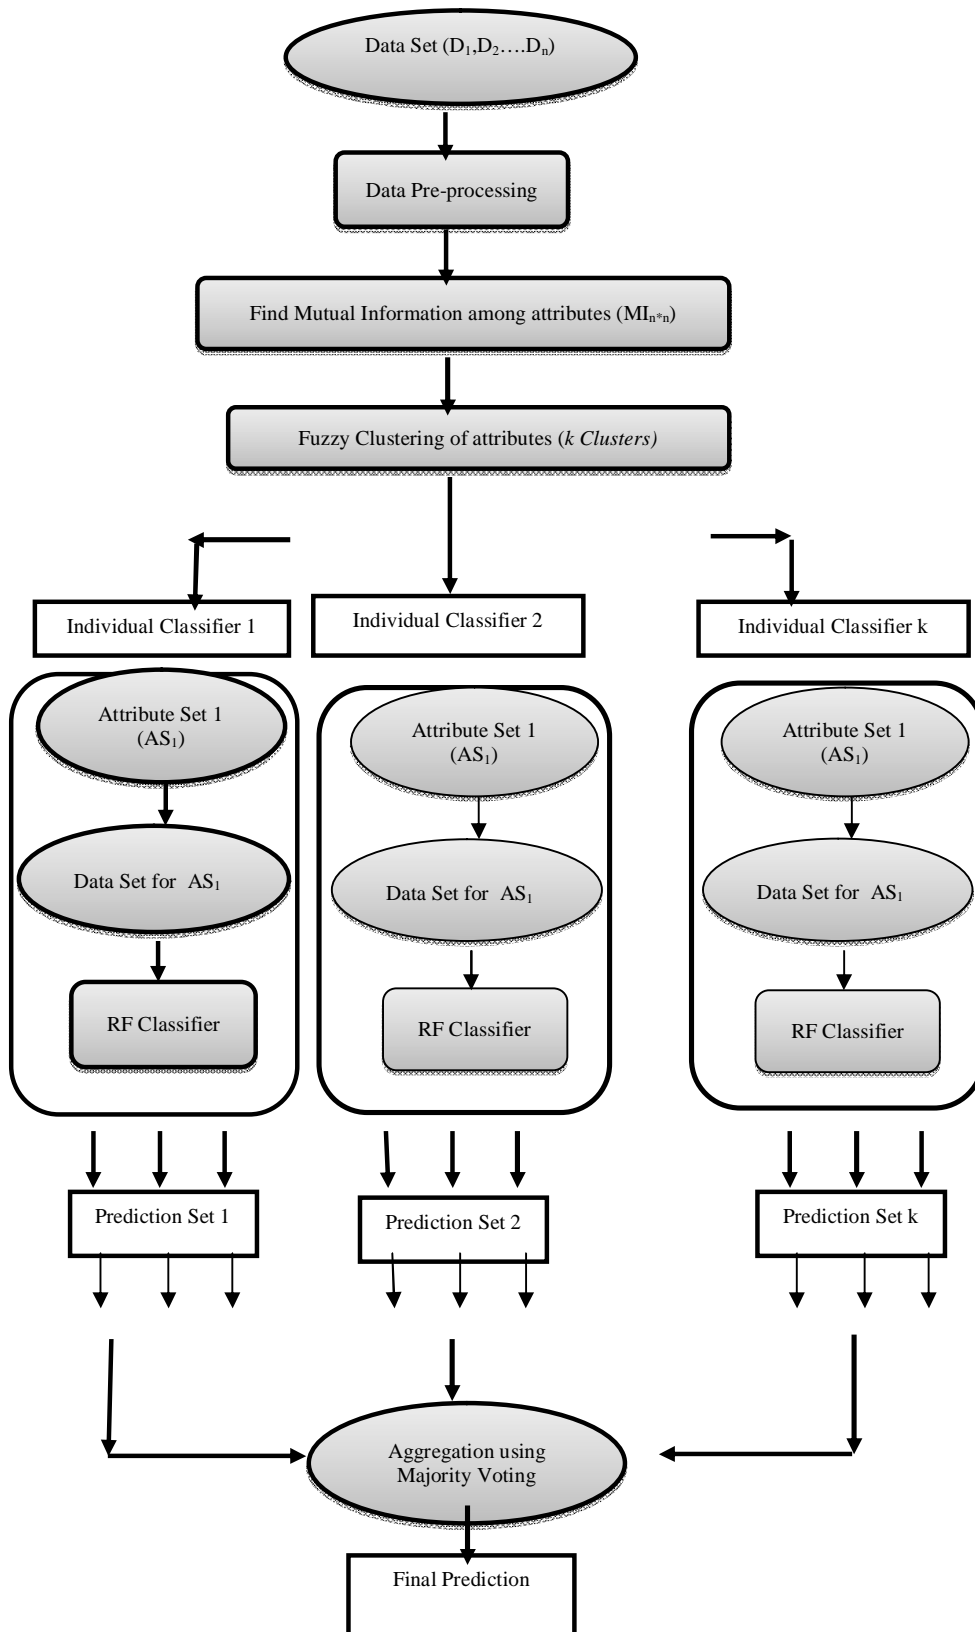 Data Set (D₁,D₂….Dₙ)
Data Pre-processing
Find Mutual Information among attributes (MIₙ*ₙ)
Fuzzy Clustering of attributes (k Clusters)
Individual Classifier 1
Individual Classifier 2
Individual Classifier k
Attribute Set 1
(AS₁)
Attribute Set 1
(AS₁)
Attribute Set 1
(AS₁)
Data Set for AS₁
Data Set for AS₁
Data Set for AS₁
RF Classifier
RF Classifier
RF Classifier
Prediction Set 1
Prediction Set 2
Prediction Set k
Aggregation using
Majority Voting
Final Prediction